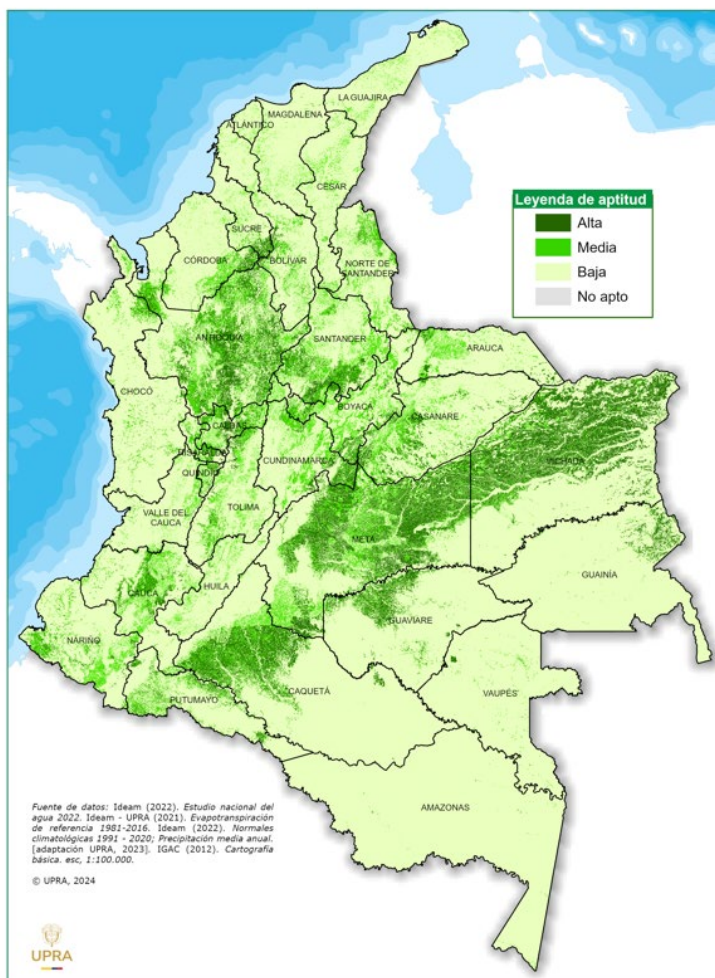 LA GUAJIRA
MAGDALENA
ATLÁNTICO
CESAR
Leyenda de aptitud
Alta
Media
Baja
No apto
SUCRE
CÓRDOBA
BOLÍVAR
NORTE DE
SANTANDER
ANTIOQUIA
SANTANDER
ARAUCA
CHOCÓ
BOYACÁ
CASANARE
CALDAS
RISARALDA
CUNDINAMARCA
VICHADA
QUINDÍO
TOLIMA
VALLE DEL
CAUCA
META
GUAINÍA
HUILA
CAUCA
GUAVIARE
NARIÑO
CAQUETÁ
VAUPÉS
PUTUMAYO
AMAZONAS
Fuente de datos: Ideam (2022). Estudio nacional del
agua 2022. Ideam - UPRA (2021). Evapotranspiración
de referencia 1981-2016. Ideam (2022). Normales
climatológicas 1991 - 2020; Precipitación media anual.
[adaptación UPRA, 2023]. IGAC (2012). Cartografía
básica. esc, 1:100.000.
© UPRA, 2024
UPRA